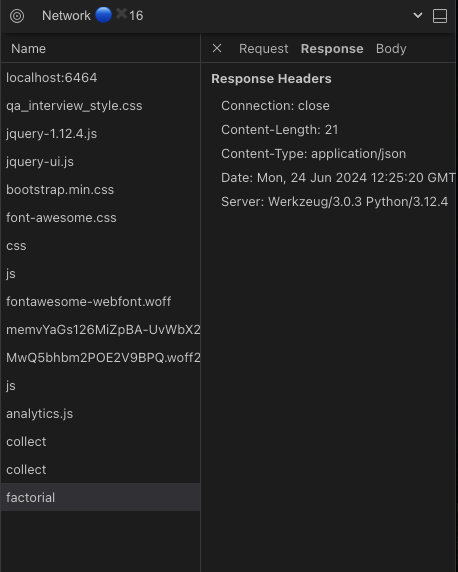 Network 16
Name
Request Response Body
localhost:6464
qa_interview_style.css
jquery-1.12.4.js
jquery-ui.js
bootstrap.min.css
font-awesome.css
css
js
fontawesome-webfont.woff
memvYaGs126MiZpBA-UvWbX2
MwQ5bhbm2POE2V9BPQ.woff2
js
analytics.js
collect
collect
factorial
Response Headers
Connection: close
Content-Length: 21
Content-Type: application/json
Date: Mon, 24 Jun 2024 12:25:20 GMT
Server: Werkzeug/3.0.3 Python/3.12.4